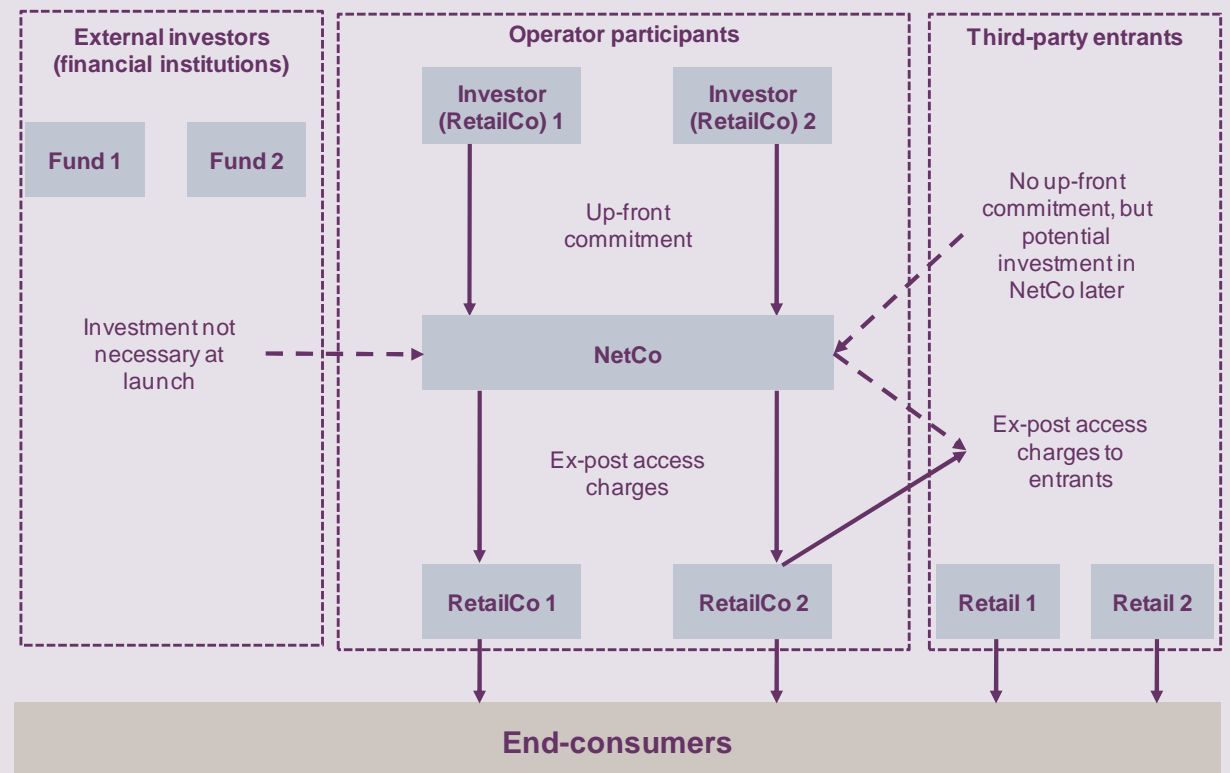 External investors
(financial institutions)
Fund 1
Fund 2
Investment not
necessary at
launch
Operator participants
Investor
(RetailCo) 1
Investor
(RetailCo) 2
Up-front
commitment
NetCo
Ex-post access
charges
RetailCo 1
RetailCo 2
Third-party entrants
No up-front
commitment, but
potential
investment in
NetCo later
Ex-post access
charges to
entrants
Retail 1
Retail 2
End-consumers